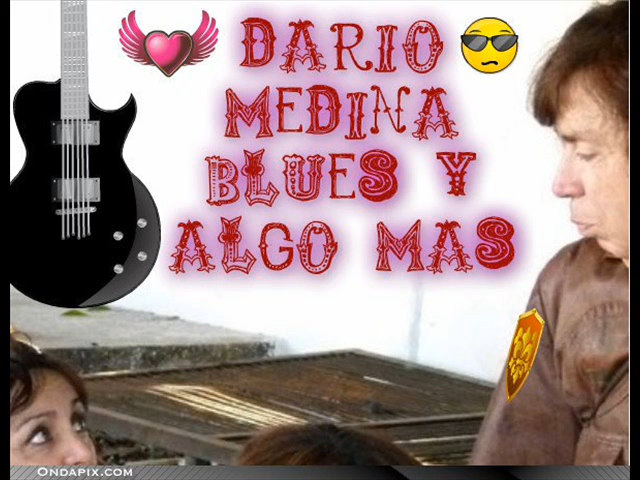 DARIO
MEDINA
BLUES Y
ALGO MAS
ONDAPIX.COM